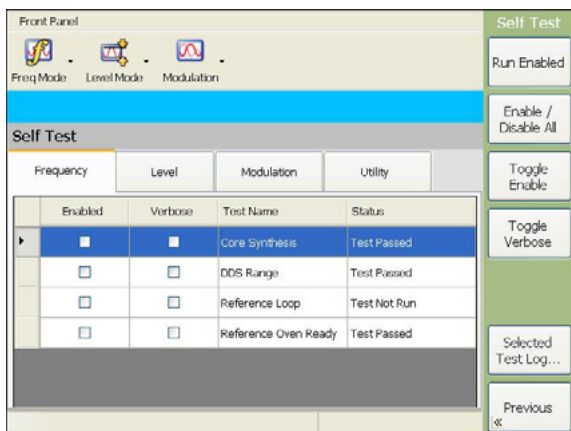 Front Panel
Freq Mode Level Mode Modulation
Self Test
Frequency Level Modulation Utility
Enabled Verbose Test Name Status
Core Synthesis Test Passed
DDS Range Test Passed
Reference Loop Test Not Run
Reference Oven Ready Test Passed
Self Test
Run Enabled
Enable /
Disable All
Toggle
Enable
Toggle
Verbose
Selected
Test Log...
Previous